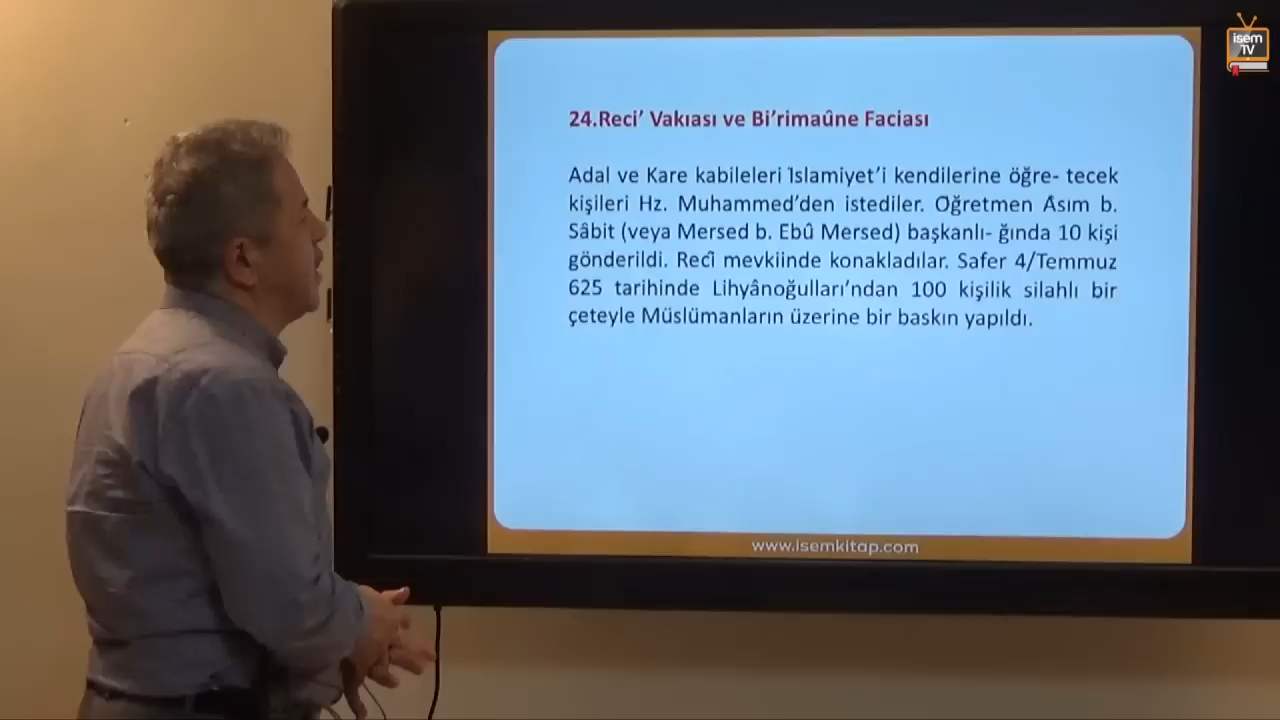 isem
TV
24.Reci’ Vakıası ve Bi’rimaûne Faciası
Adal ve Kare kabileleri İslamiyet’i kendilerine öğre- tecek
kişileri Hz. Muhammed’den istediler. Öğretmen Âsım b.
Sâbit (veya Mersed b. Ebû Mersed) başkanlı- ğında 10 kişi
gönderildi. Recî mevkiinde konakladılar. Safer 4/Temmuz
625 tarihinde Lihyânoğulları’ndan 100 kişilik silahlı bir
çeteyle Müslümanların üzerine bir baskın yapıldı.
www.isemkitap.com